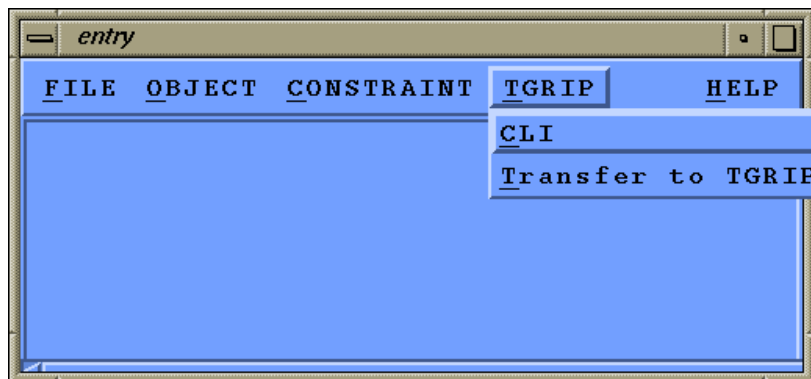 entry
FILE OBJECT CONSTRAINT TGRIP HELP
CLI
Transfer to TGRIP